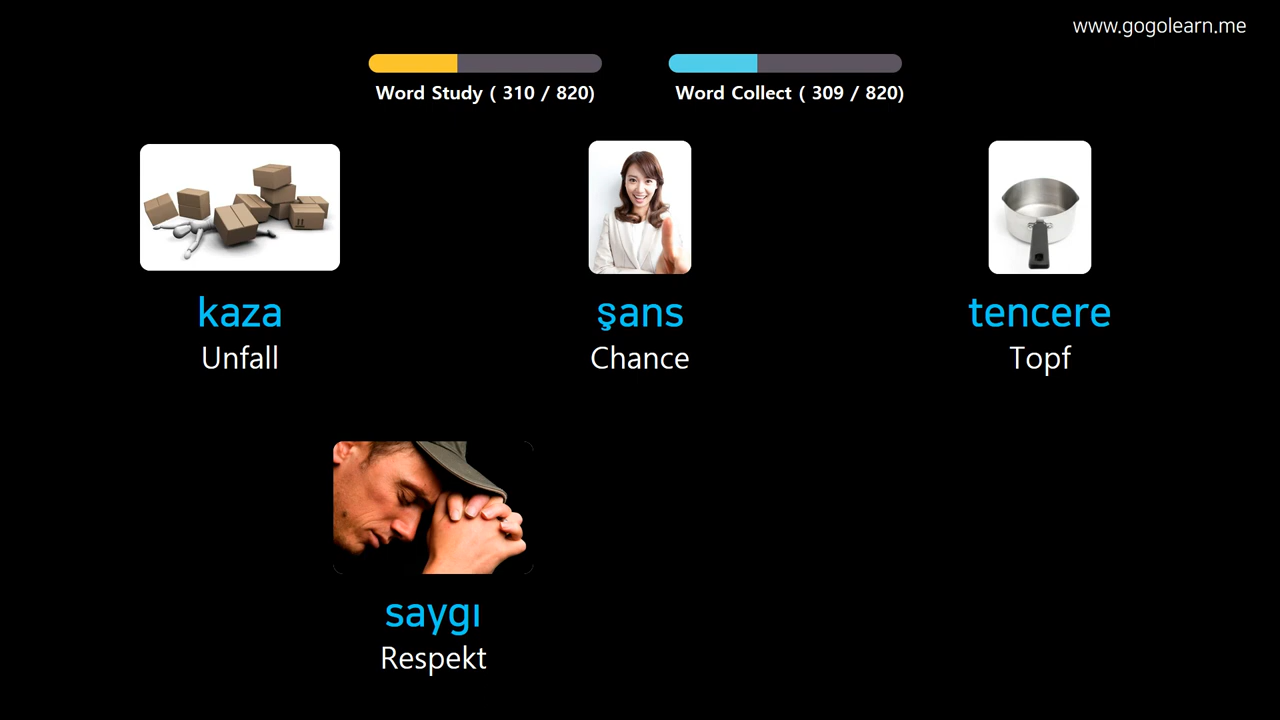 www.gogolearn.me
Word Study ( 310 / 820)
Word Collect ( 309 / 820)
kaza
Unfall
şans
Chance
tencere
Topf
saygı
Respekt